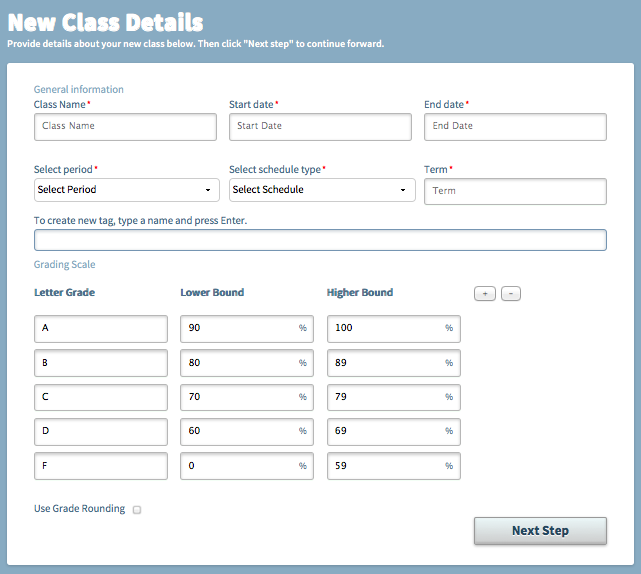 New Class Details
Provide details about your new class below. Then click "Next step" to continue forward.
General information
Class Name* Start date* End date*
Class Name Start Date End Date
Select period* Select schedule type* Term*
Select Period Select Schedule Term
To create new tag, type a name and press Enter.
Grading Scale
Letter Grade Lower Bound Higher Bound + -
A 90 % 100 %
B 80 % 89 %
C 70 % 79 %
D 60 % 69 %
F 0 % 59 %
Use Grade Rounding
Next Step